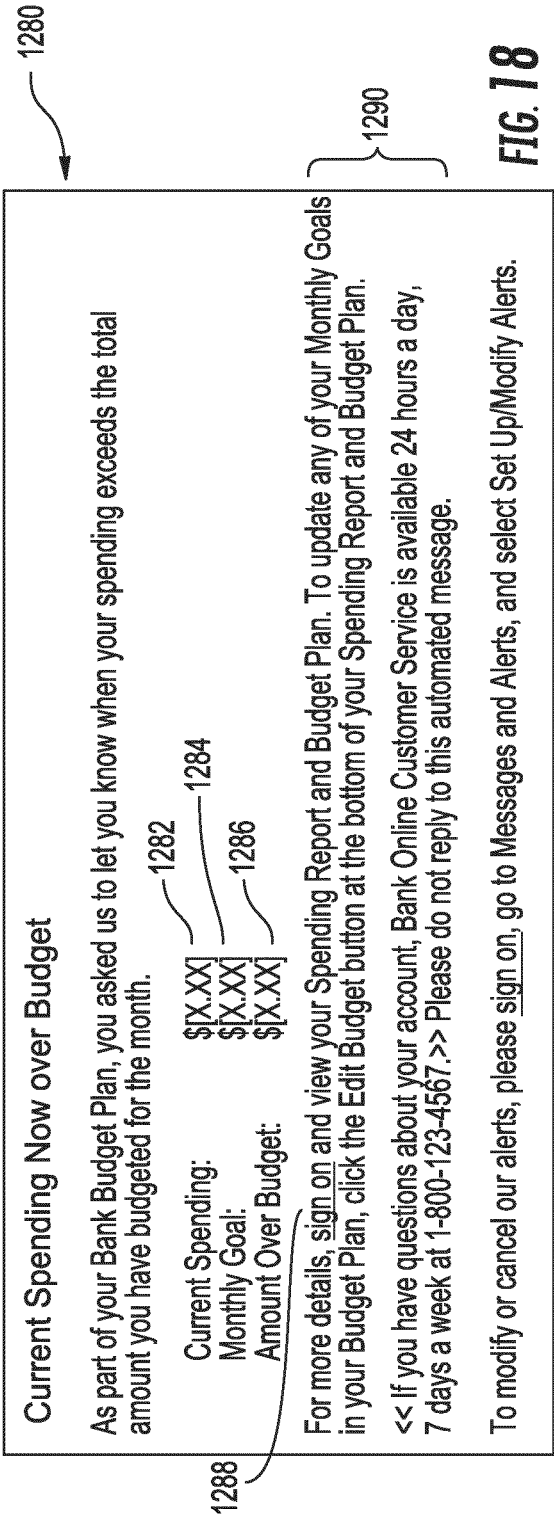 1280
Current Spending Now over Budget
As part of your Bank Budget Plan, you asked us to let you know when your spending exceeds the total
amount you have budgeted for the month.
1282
Current Spending: $[X.XX]
1284
Monthly Goal: $[X.XX]
1286
Amount Over Budget: $[X.XX]
1288
For more details, sign on and view your Spending Report and Budget Plan. To update any of your Monthly Goals
in your Budget Plan, click the Edit Budget button at the bottom of your Spending Report and Budget Plan.
1290
<< If you have questions about your account, Bank Online Customer Service is available 24 hours a day,
7 days a week at 1-800-123-4567.>> Please do not reply to this automated message.
To modify or cancel our alerts, please sign on, go to Messages and Alerts, and select Set Up/Modify Alerts.
FIG. 18